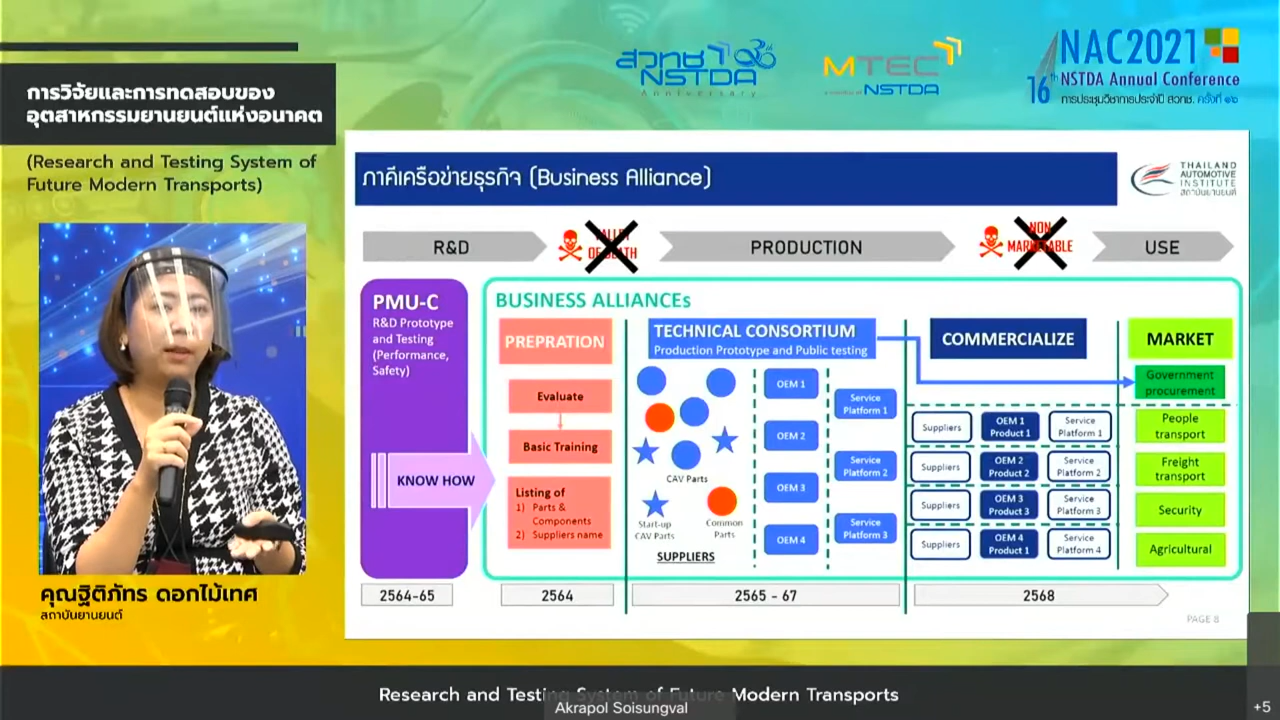 สวทช
NSTDA
Anniversary
MTEC
NSTDA
NAC2021
16th NSTDA Annual Conference
การประชุมวิชาการประจำปี สวทช. ครั้งที่ ๑๖
การวิจัยและการทดสอบของ
อุตสาหกรรมยานยนต์แห่งอนาคต
(Research and Testing System of
Future Modern Transports)
คุณฐิติภัทร ดอกไม้เทศ
สถาบันยานยนต์
ภาคีเครือข่ายธุรกิจ (Business Alliance)
THAILAND
AUTOMOTIVE
INSTITUTE
สถาบันยานยนต์
R&D
VALLEY
OF DEATH
PRODUCTION
NON
MARKETABLE
USE
PMU-C
R&D Prototype
and Testing
(Performance,
Safety)
KNOW HOW
BUSINESS ALLIANCEs
PREPRATION
Evaluate
Basic Training
Listing of
1) Parts &
Components
2) Suppliers name
TECHNICAL CONSORTIUM
Production Prototype and Public testing
CAV Parts
Start-up
CAV Parts
Common
Parts
SUPPLIERS
OEM 1
OEM 2
OEM 3
OEM 4
Service
Platform 1
Service
Platform 2
Service
Platform 3
COMMERCIALIZE
Suppliers
OEM 1
Product 1
Service
Platform 1
Suppliers
OEM 2
Product 2
Service
Platform 2
Suppliers
OEM 3
Product 3
Service
Platform 3
Suppliers
OEM 4
Product 1
Service
Platform 4
MARKET
Government
procurement
People
transport
Freight
transport
Security
Agricultural
2564-65
2564
2565 - 67
2568
PAGE 8
Research and Testing System of Future Modern Transports
Akrapol Soisungval
+5